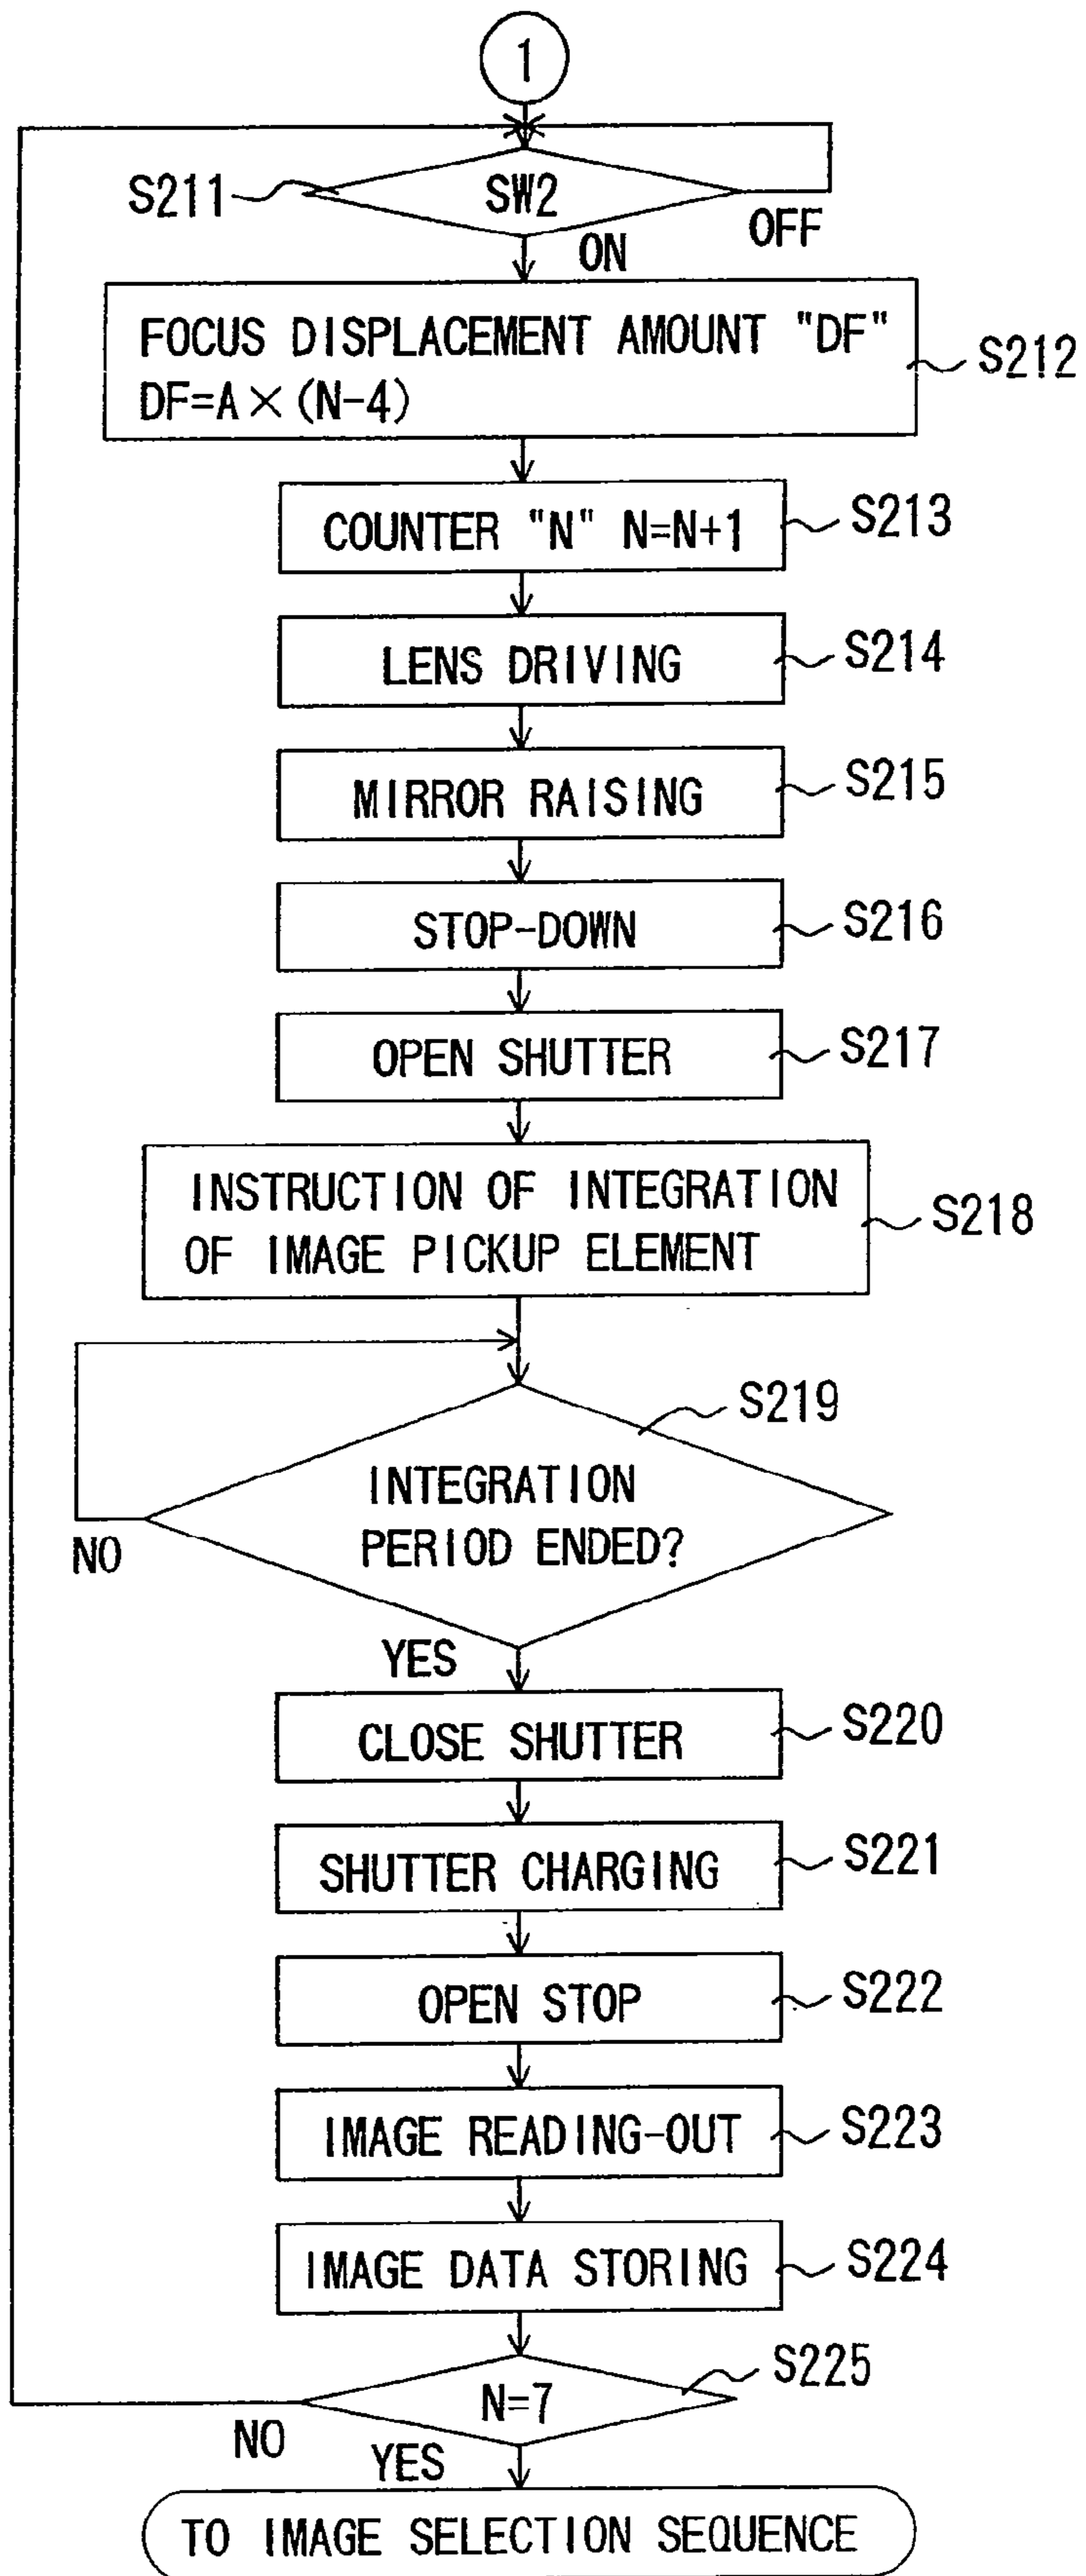 1
S211
SW2
OFF
ON
FOCUS DISPLACEMENT AMOUNT "DF"
DF=A×(N-4)
S212
COUNTER "N" N=N+1
S213
LENS DRIVING
S214
MIRROR RAISING
S215
STOP-DOWN
S216
OPEN SHUTTER
S217
INSTRUCTION OF INTEGRATION
OF IMAGE PICKUP ELEMENT
S218
S219
INTEGRATION
PERIOD ENDED?
NO
YES
CLOSE SHUTTER
S220
SHUTTER CHARGING
S221
OPEN STOP
S222
IMAGE READING-OUT
S223
IMAGE DATA STORING
S224
S225
N=7
NO
YES
TO IMAGE SELECTION SEQUENCE